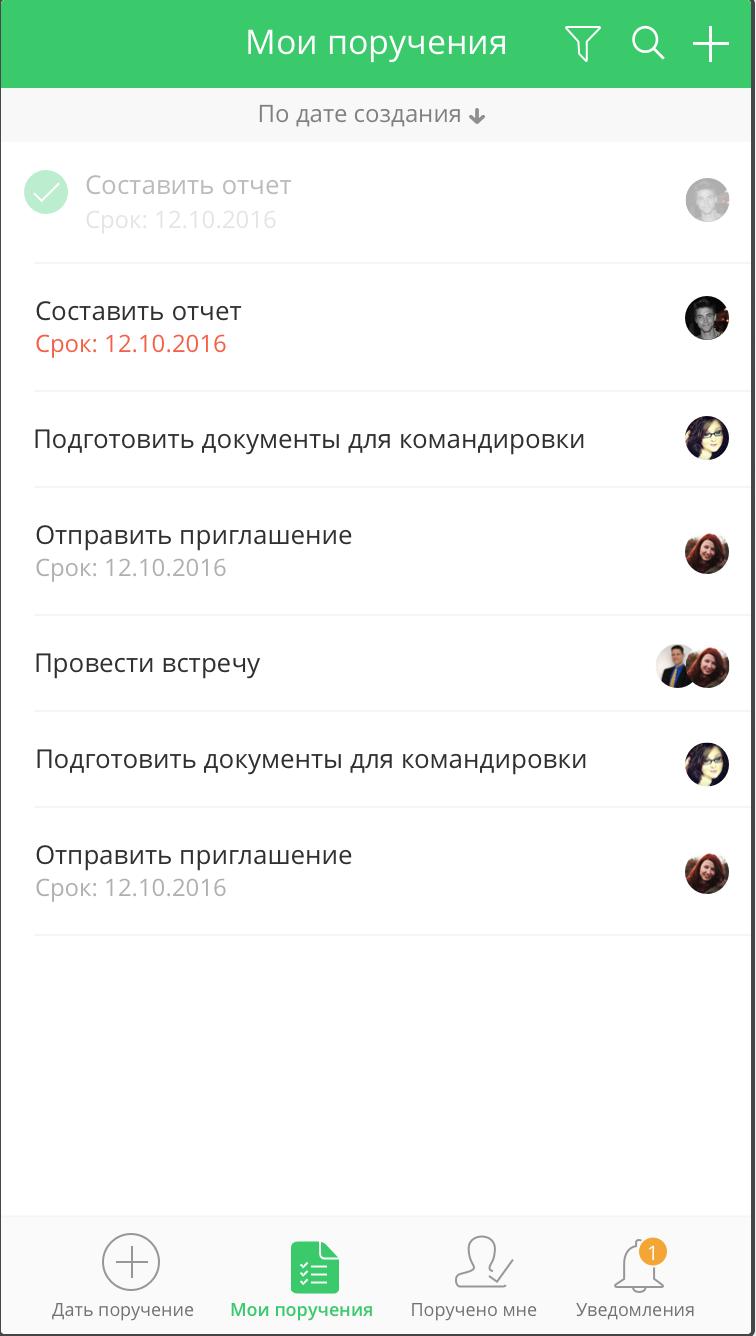 Мои поручения
По дате создания
Составить отчет
Срок: 12.10.2016
Составить отчет
Срок: 12.10.2016
Подготовить документы для командировки
Отправить приглашение
Срок: 12.10.2016
Провести встречу
Подготовить документы для командировки
Отправить приглашение
Срок: 12.10.2016
1
Дать поручение Мои поручения Поручено мне Уведомления